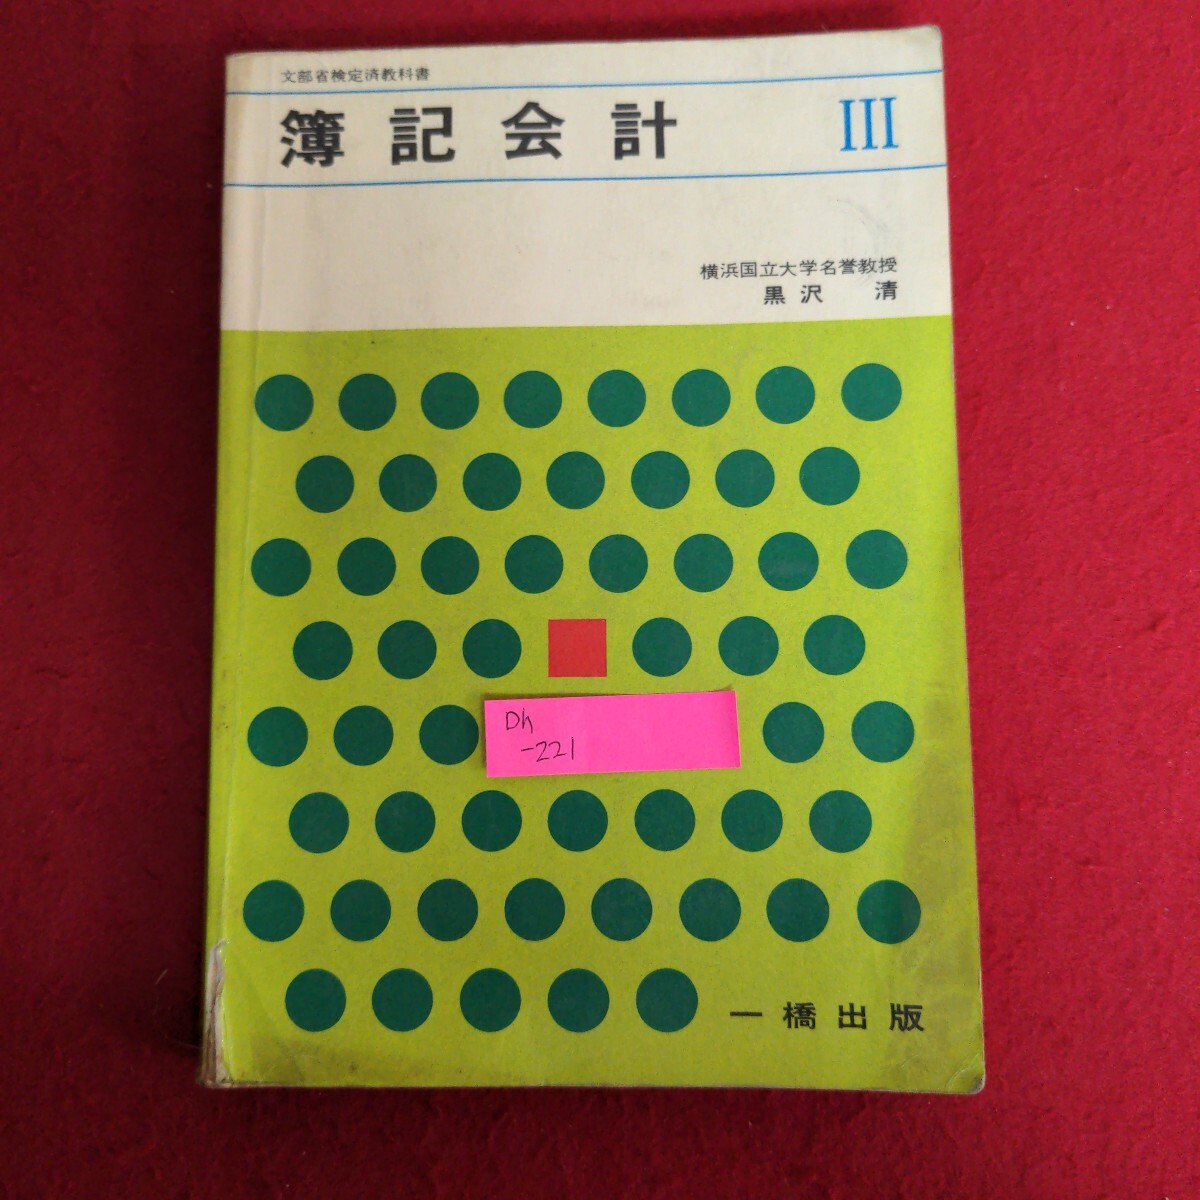 文部省検定済教科書
簿記会計 III
横浜国立大学名誉教授
黒沢 清
Dh
-221
一橋出版